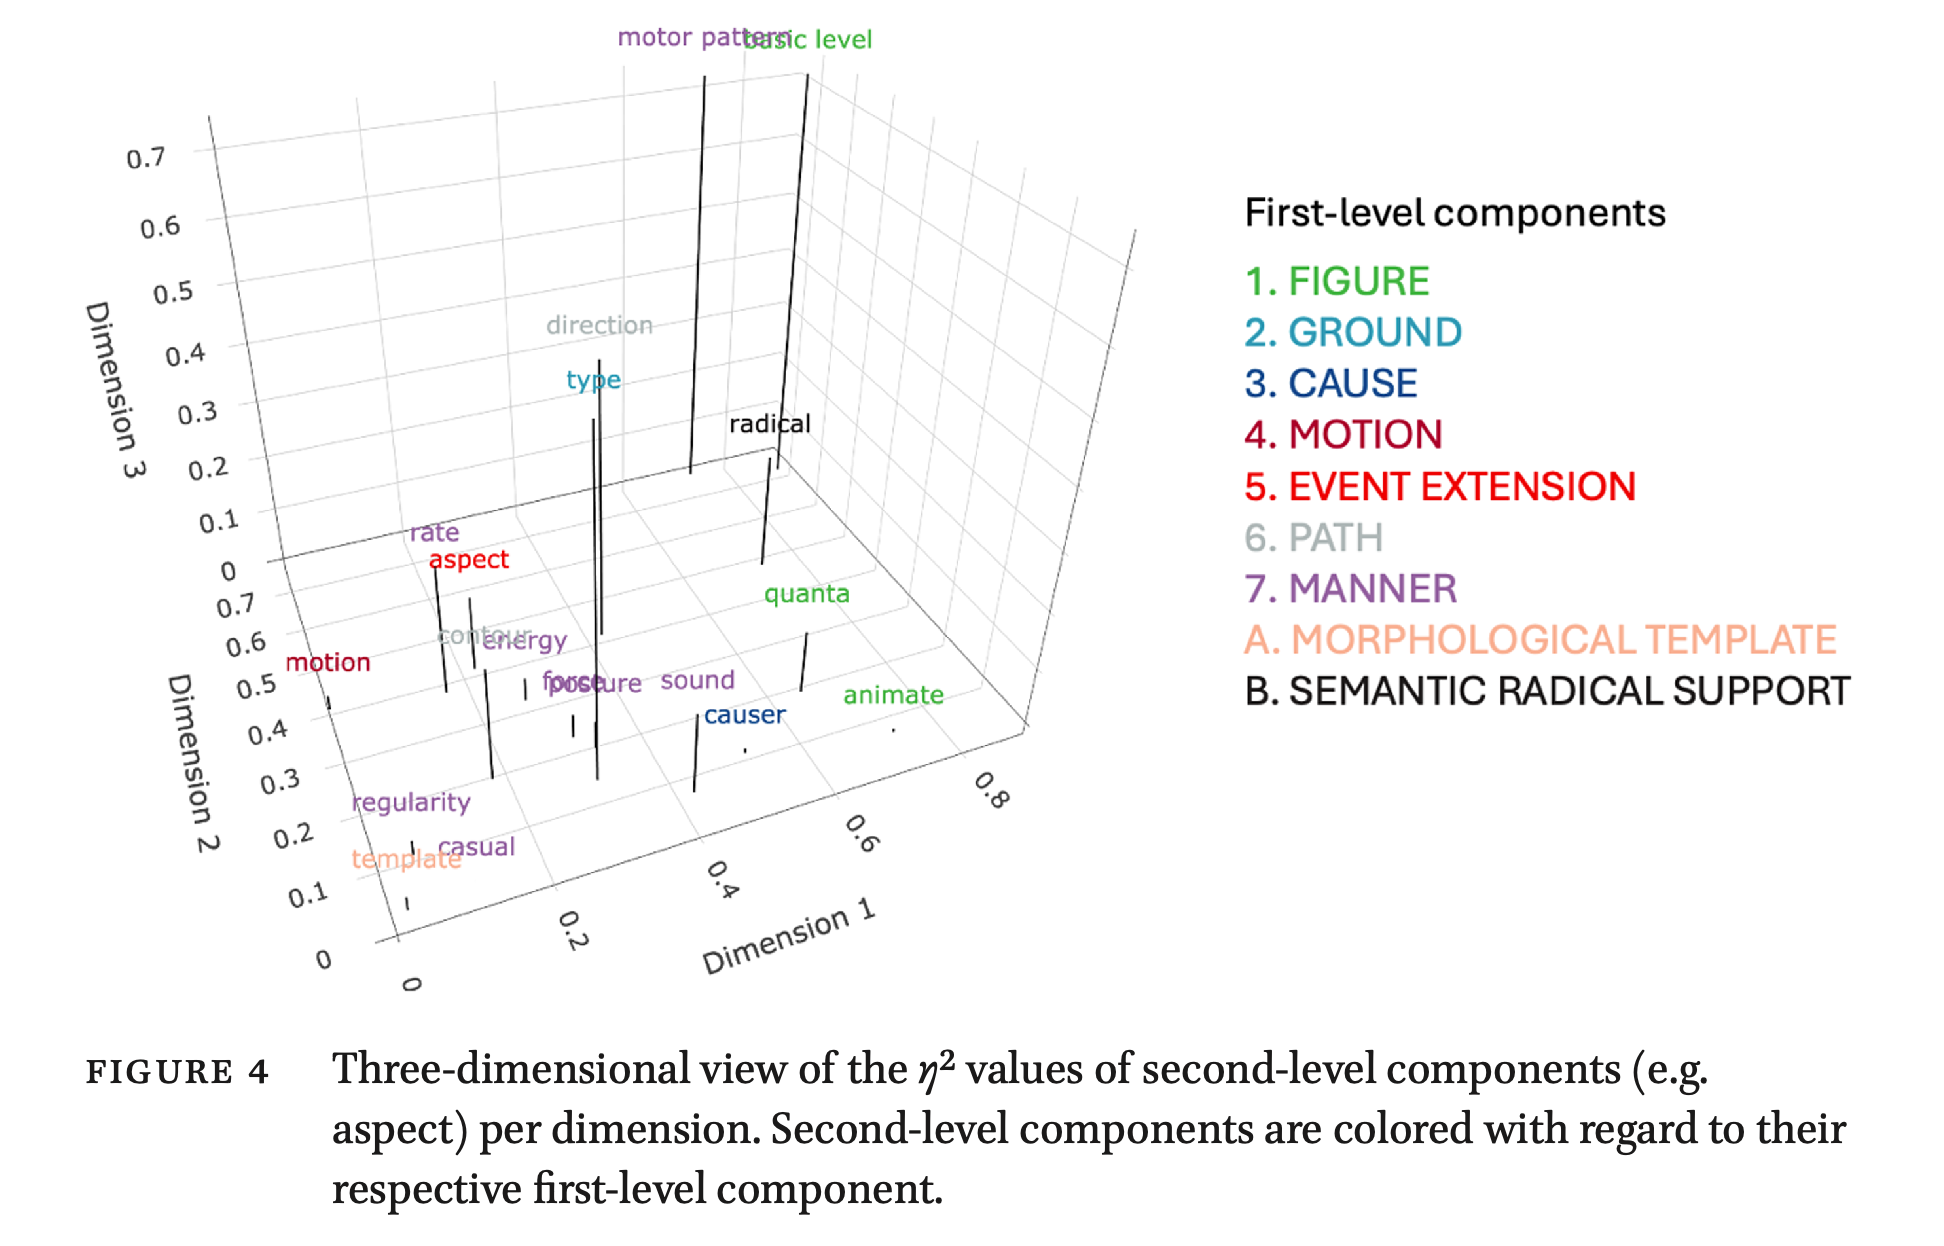 motor pattern
basic level
0.7
0.6
0.5
0.4
0.3
0.2
0.1
0
Dimension 3
direction
type
radical
rate
aspect
quanta
contour
energy
motion
force
posture
sound
causer
animate
regularity
casual
template
0.7
0.6
0.5
0.4
0.3
0.2
0.1
0
Dimension 2
0
0.2
0.4
0.6
0.8
Dimension 1
First-level components
1. FIGURE
2. GROUND
3. CAUSE
4. MOTION
5. EVENT EXTENSION
6. PATH
7. MANNER
A. MORPHOLOGICAL TEMPLATE
B. SEMANTIC RADICAL SUPPORT
FIGURE 4 Three-dimensional view of the η² values of second-level components (e.g.
aspect) per dimension. Second-level components are colored with regard to their
respective first-level component.